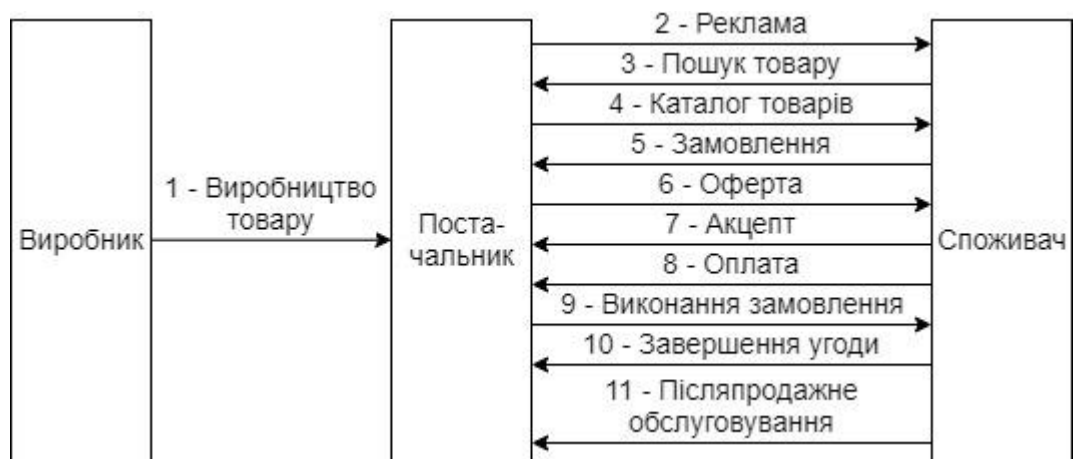 2 - Реклама
3 - Пошук товару
4 - Каталог товарів
5 - Замовлення
1 - Виробництво
товару
6 - Оферта
Виробник
Поста-
чальник
7 - Акцепт
Споживач
8 - Оплата
9 - Виконання замовлення
10 - Завершення угоди
11 - Післяпродажне
обслуговування